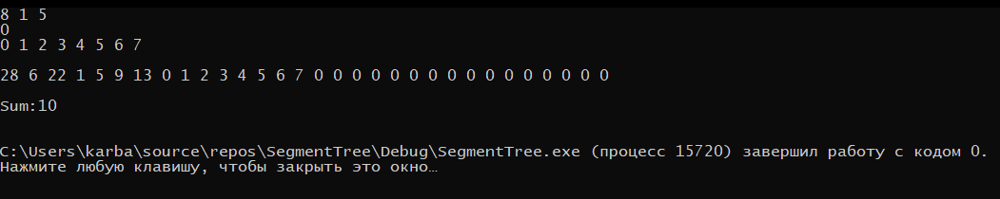 8 1 5
0
0 1 2 3 4 5 6 7
28 6 22 1 5 9 13 0 1 2 3 4 5 6 7 0 0 0 0 0 0 0 0 0 0 0 0 0 0 0 0
Sum:10
C:\Users\karba\source\repos\SegmentTree\Debug\SegmentTree.exe (процесс 15720) завершил работу с кодом 0.
Нажмите любую клавишу, чтобы закрыть это окно…